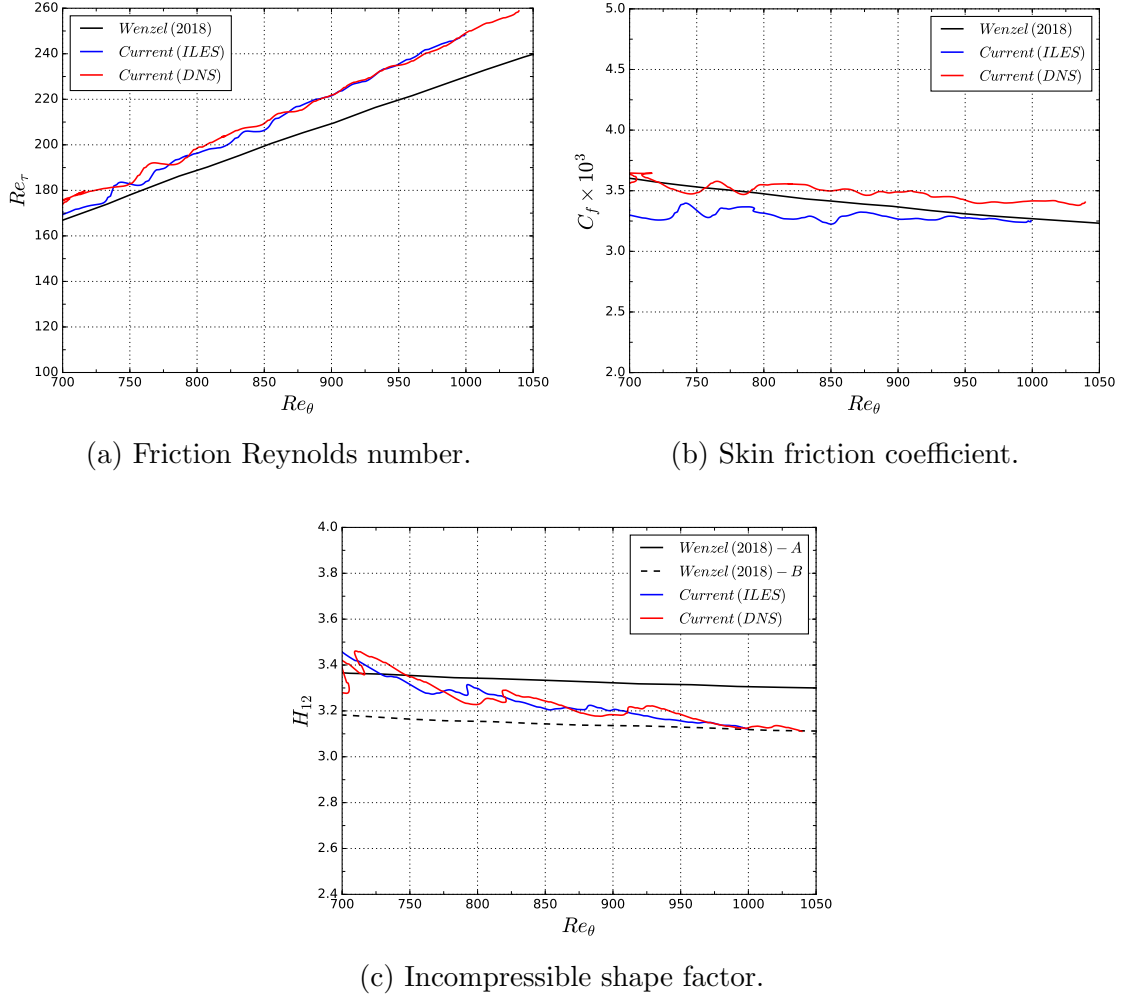 260
240
220
200
180
160
140
120
100
Re_τ
Wenzel (2018)
Current (ILES)
Current (DNS)
700 750 800 850 900 950 1000 1050
Re_θ
(a) Friction Reynolds number.
5.0
4.5
4.0
3.5
3.0
2.5
2.0
C_f × 10³
Wenzel (2018)
Current (ILES)
Current (DNS)
700 750 800 850 900 950 1000 1050
Re_θ
(b) Skin friction coefficient.
4.0
3.8
3.6
3.4
3.2
3.0
2.8
2.6
2.4
H₁₂
Wenzel (2018) − A
Wenzel (2018) − B
Current (ILES)
Current (DNS)
700 750 800 850 900 950 1000 1050
Re_θ
(c) Incompressible shape factor.